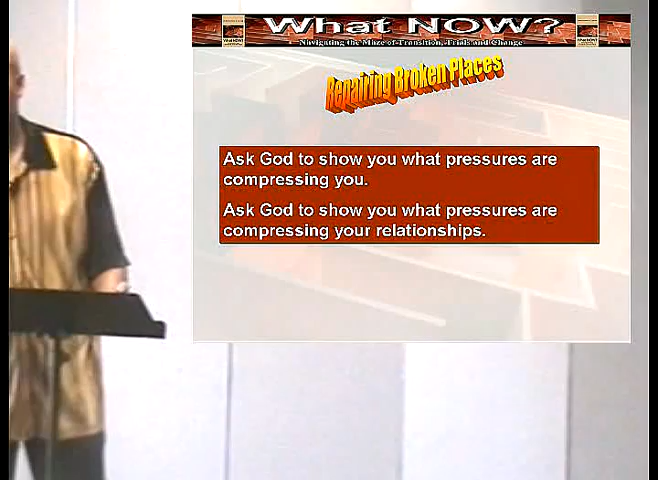 What NOW?
Navigating the Maze of Transition, Trials and Change
Repairing Broken Places
Ask God to show you what pressures are
compressing you.
Ask God to show you what pressures are
compressing your relationships.